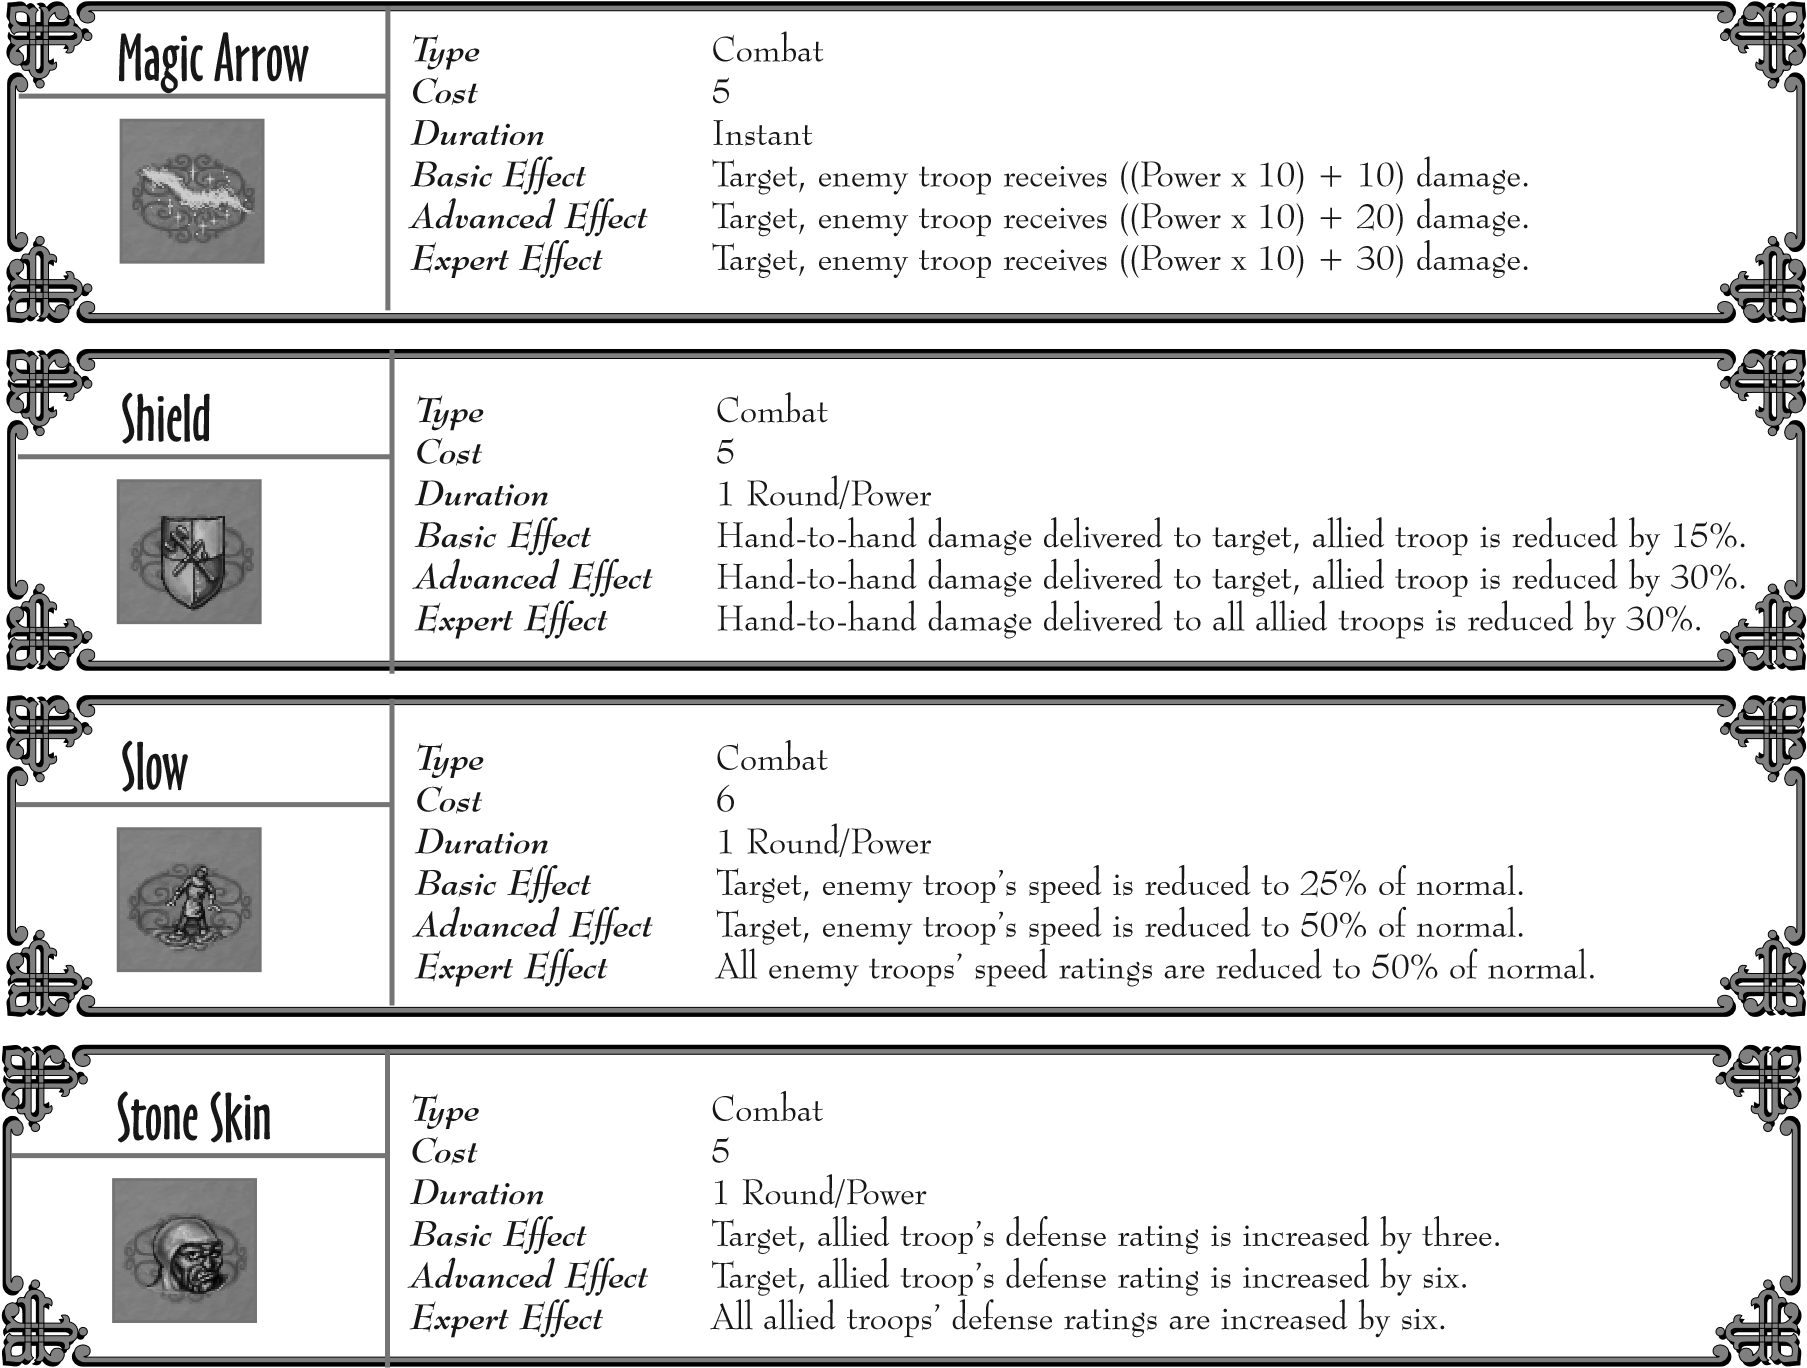 Magic Arrow
Type Combat
Cost 5
Duration Instant
Basic Effect Target, enemy troop receives ((Power x 10) + 10) damage.
Advanced Effect Target, enemy troop receives ((Power x 10) + 20) damage.
Expert Effect Target, enemy troop receives ((Power x 10) + 30) damage.
Shield
Type Combat
Cost 5
Duration 1 Round/Power
Basic Effect Hand-to-hand damage delivered to target, allied troop is reduced by 15%.
Advanced Effect Hand-to-hand damage delivered to target, allied troop is reduced by 30%.
Expert Effect Hand-to-hand damage delivered to all allied troops is reduced by 30%.
Slow
Type Combat
Cost 6
Duration 1 Round/Power
Basic Effect Target, enemy troop's speed is reduced to 25% of normal.
Advanced Effect Target, enemy troop's speed is reduced to 50% of normal.
Expert Effect All enemy troops' speed ratings are reduced to 50% of normal.
Stone Skin
Type Combat
Cost 5
Duration 1 Round/Power
Basic Effect Target, allied troop's defense rating is increased by three.
Advanced Effect Target, allied troop's defense rating is increased by six.
Expert Effect All allied troops' defense ratings are increased by six.